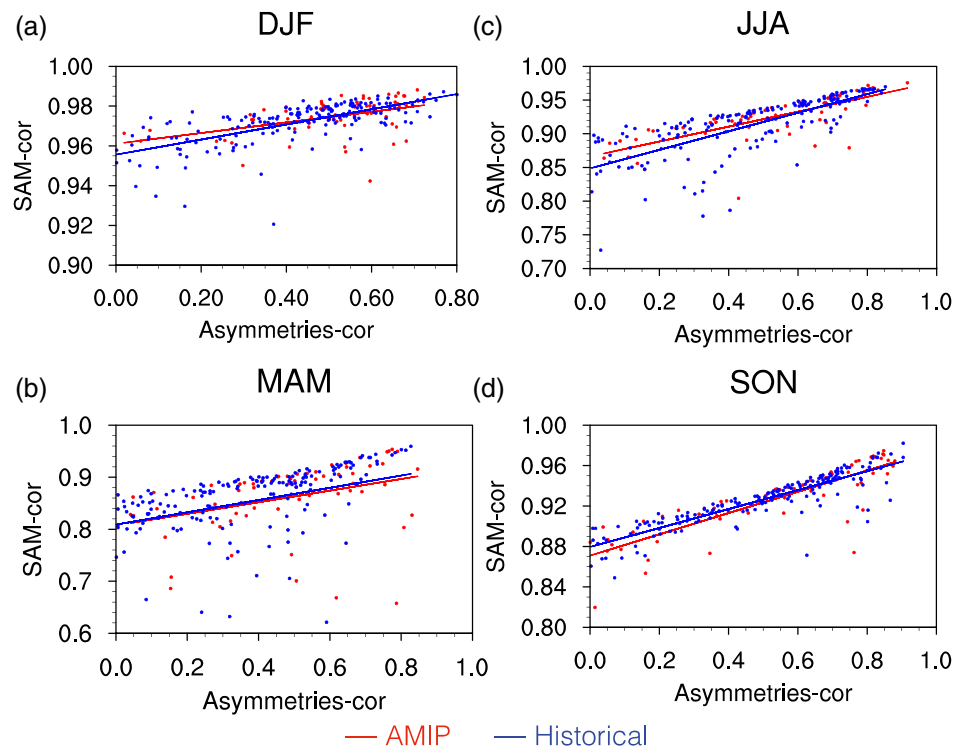 (a) DJF
SAM-cor
1.00
0.98
0.96
0.94
0.92
0.90
0.00 0.20 0.40 0.60 0.80
Asymmetries-cor
(c) JJA
SAM-cor
1.00
0.95
0.90
0.85
0.80
0.75
0.70
0.0 0.2 0.4 0.6 0.8 1.0
Asymmetries-cor
(b) MAM
SAM-cor
1.0
0.9
0.8
0.7
0.6
0.0 0.2 0.4 0.6 0.8 1.0
Asymmetries-cor
(d) SON
SAM-cor
1.00
0.96
0.92
0.88
0.84
0.80
0.0 0.2 0.4 0.6 0.8 1.0
Asymmetries-cor
AMIP Historical